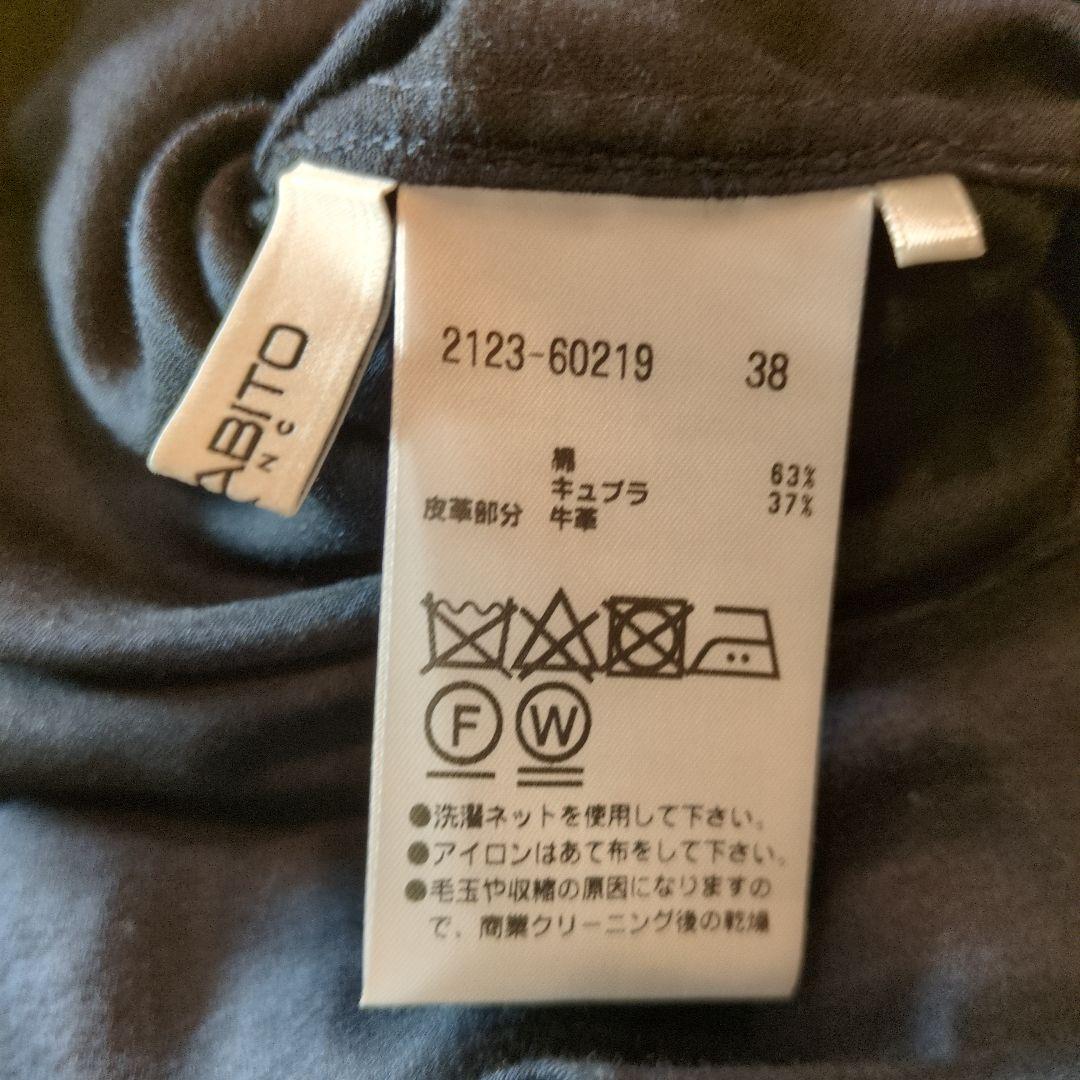 ABITO
N C
2123-60219 38
綿 63%
キュプラ 37%
皮革部分 牛革
F W
●洗濯ネットを使用して下さい。
●アイロンはあて布をして下さい。
●毛玉や収縮の原因になりますの
で、商業クリーニング後の乾燥